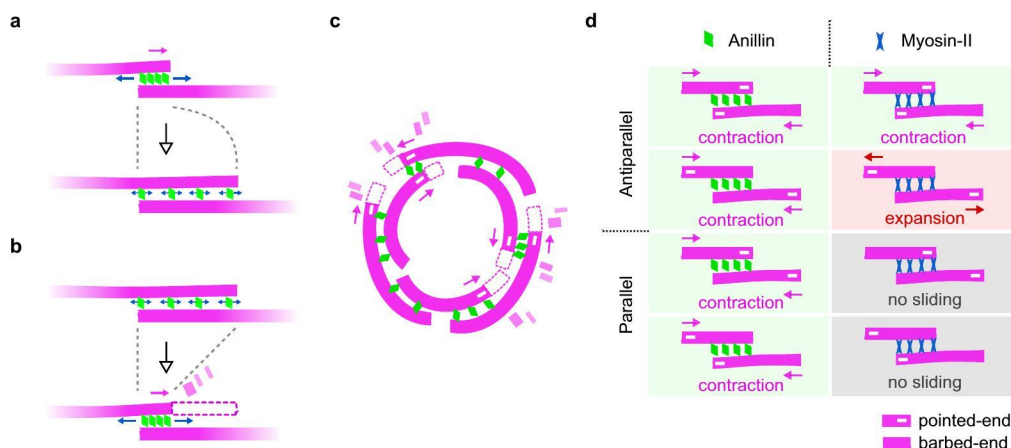 a
b
c
d
Anillin
Myosin-II
Antiparallel
contraction
contraction
contraction
expansion
Parallel
contraction
no sliding
contraction
no sliding
pointed-end
barbed-end